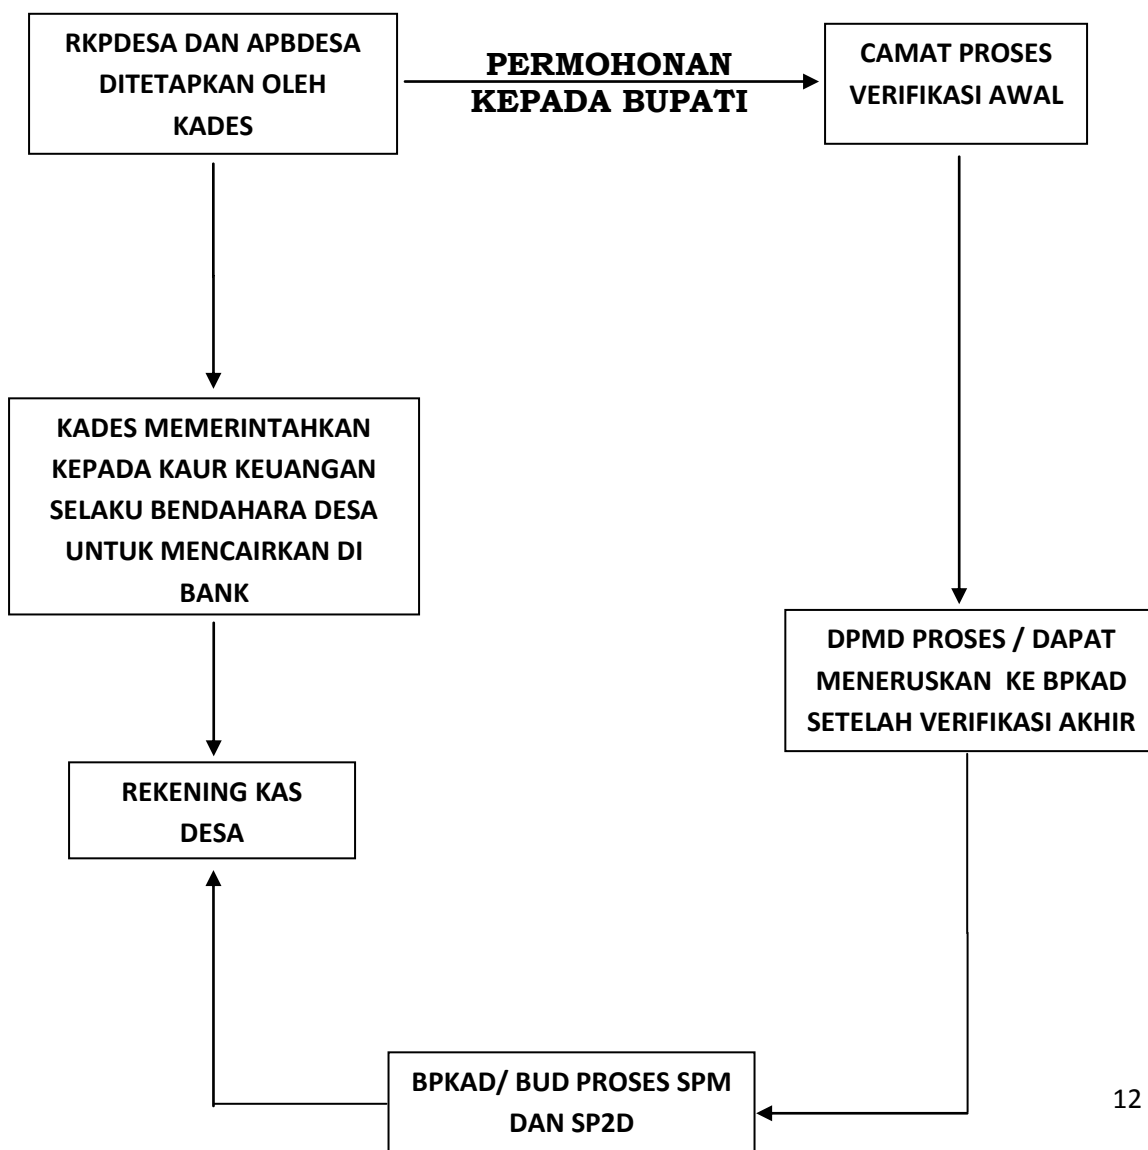 RKPDESA DAN APBDESA
DITETAPKAN OLEH
KADES
PERMOHONAN
KEPADA BUPATI
CAMAT PROSES
VERIFIKASI AWAL
KADES MEMERINTAHKAN
KEPADA KAUR KEUANGAN
SELAKU BENDAHARA DESA
UNTUK MENCAIRKAN DI
BANK
DPMD PROSES / DAPAT
MENERUSKAN KE BPKAD
SETELAH VERIFIKASI AKHIR
REKENING KAS
DESA
BPKAD/ BUD PROSES SPM
DAN SP2D
12